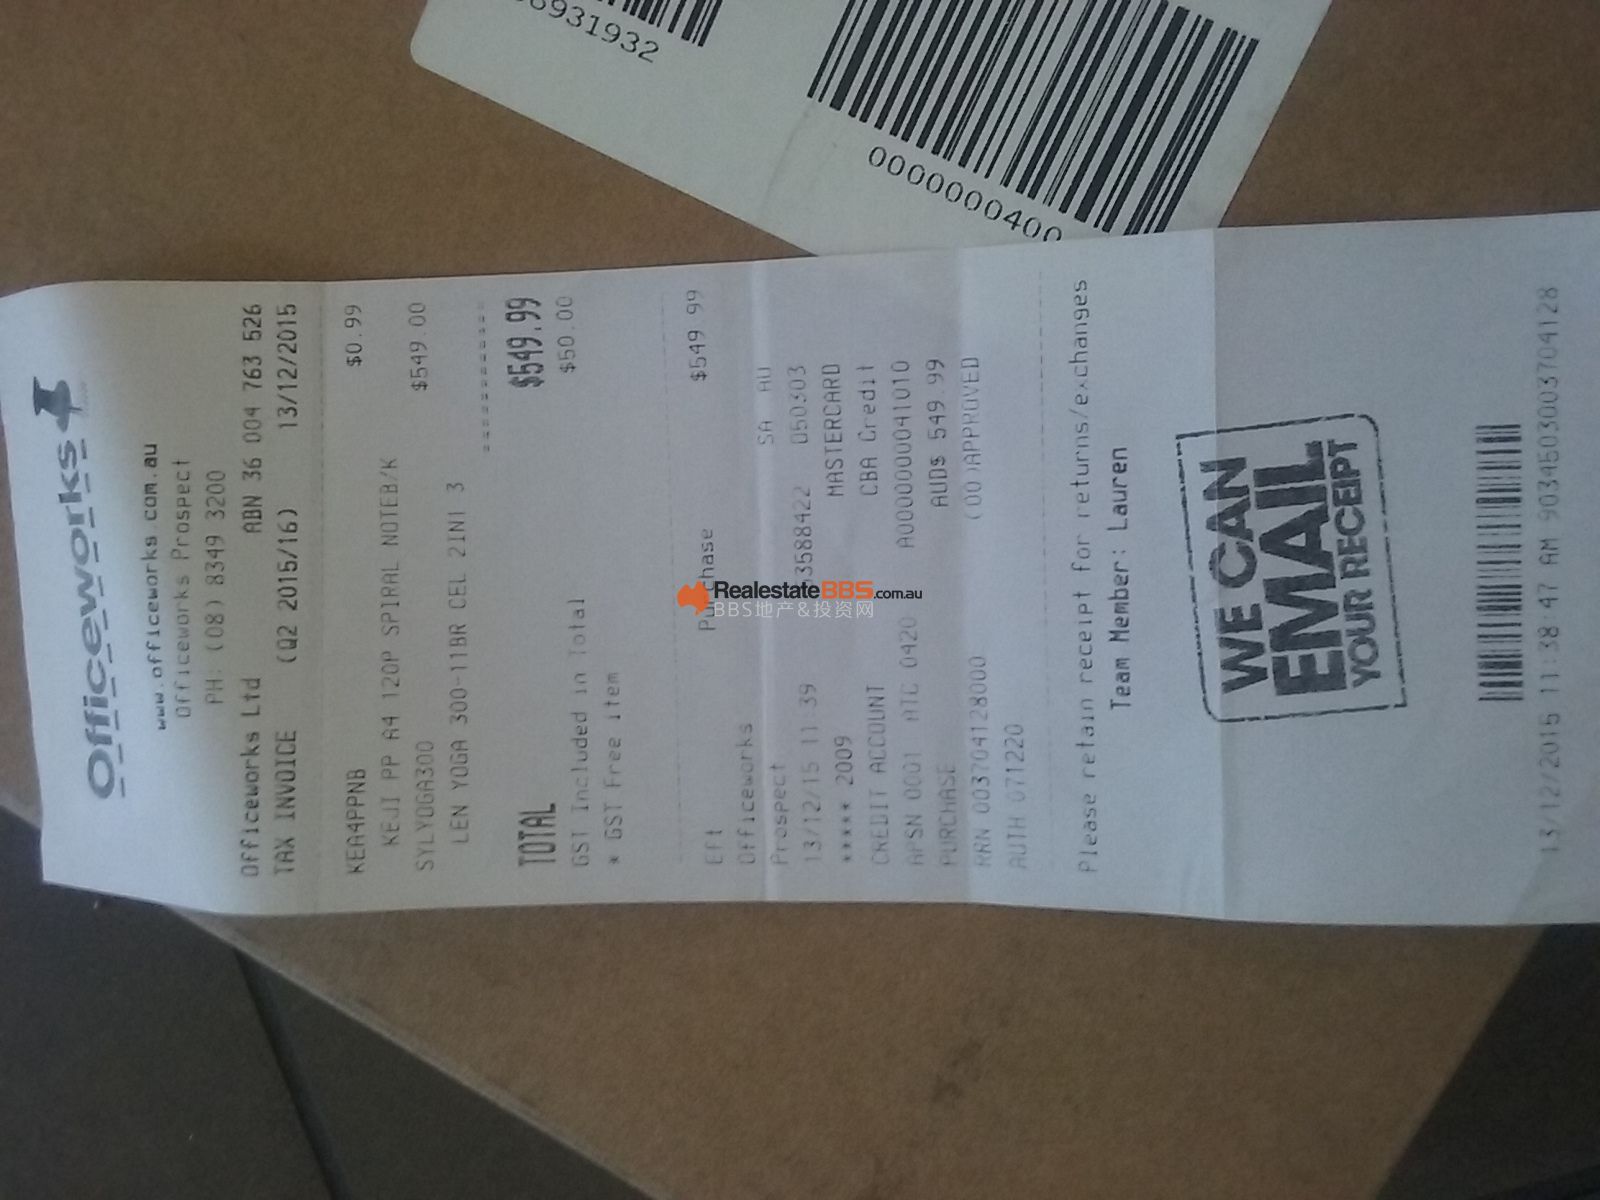 Officeworks
www.officeworks.com.au
Officeworks Prospect
PH: (08) 8349 3200
Officeworks Ltd ABN 36 004 763 526
TAX INVOICE (Q2 2015/16) 13/12/2015
KEA4PPNB $0.99
KEJI PP A4 120P SPIRAL NOTEB/K
SYLYOGA300 $549.00
LEN YOGA 300-11BR CEL 2IN1 3
TOTAL $549.99
GST Included in Total $50.00
* GST Free item
Eft Purchase $549 99
Officeworks
Prospect SA AU
13/12/15 11 39 3588422 050303
***** 2009 MASTERCARD
CREDIT ACCOUNT CBA Credit
APSN 0001 ATC 0420 A0000000041010
PURCHASE AUD$ 549 99
RRN 003704128000 (00)APPROVED
AUTH 071220
Please retain receipt for returns/exchanges
Team Member: Lauren
WE CAN
EMAIL
YOUR RECEIPT
13/12/2015 11:38:47 AM 9034503003704128
931932
0000000400
RealestateBBS.com.au
BBS地产&投资网